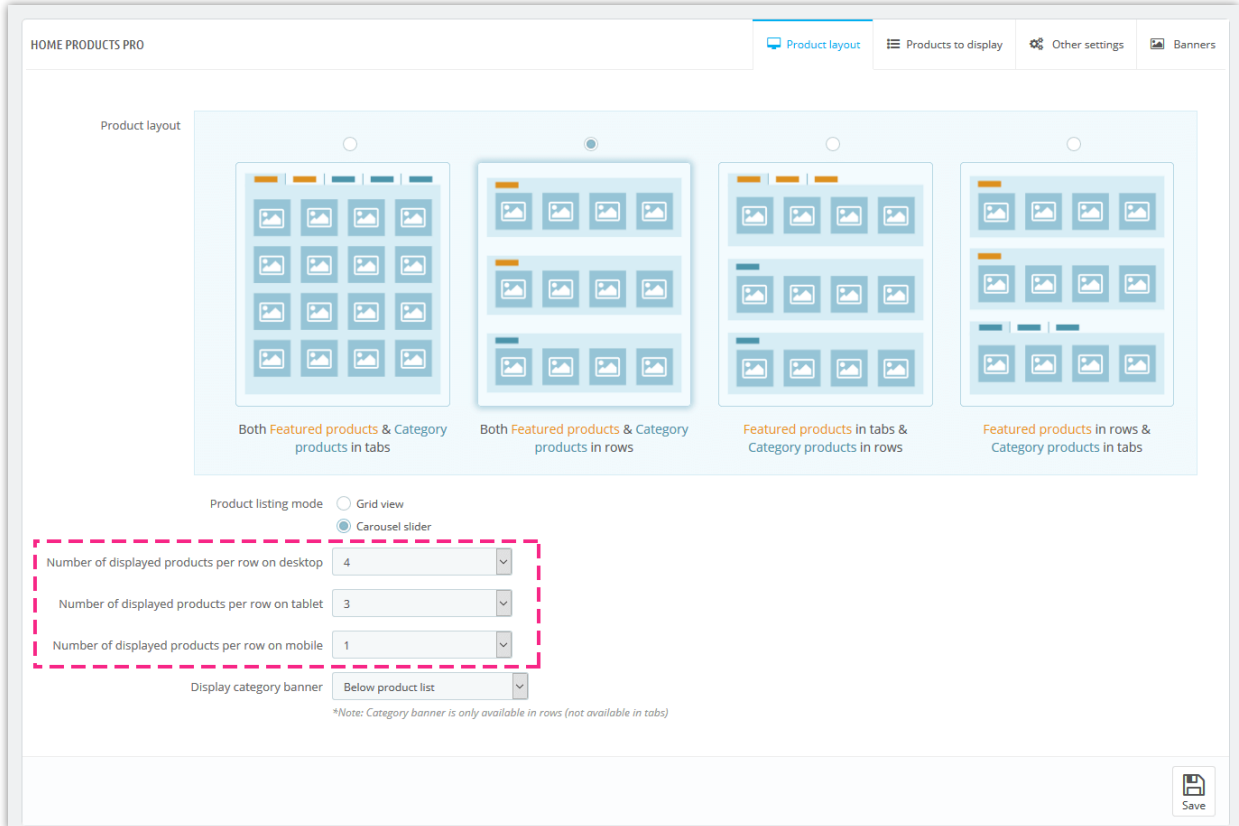 HOME PRODUCTS PRO
Product layout
Products to display
Other settings
Banners
Product layout
Both Featured products & Category
products in tabs
Both Featured products & Category
products in rows
Featured products in tabs &
Category products in rows
Featured products in rows &
Category products in tabs
Product listing mode
Grid view
Carousel slider
Number of displayed products per row on desktop
4
Number of displayed products per row on tablet
3
Number of displayed products per row on mobile
1
Display category banner
Below product list
*Note: Category banner is only available in rows (not available in tabs)
Save